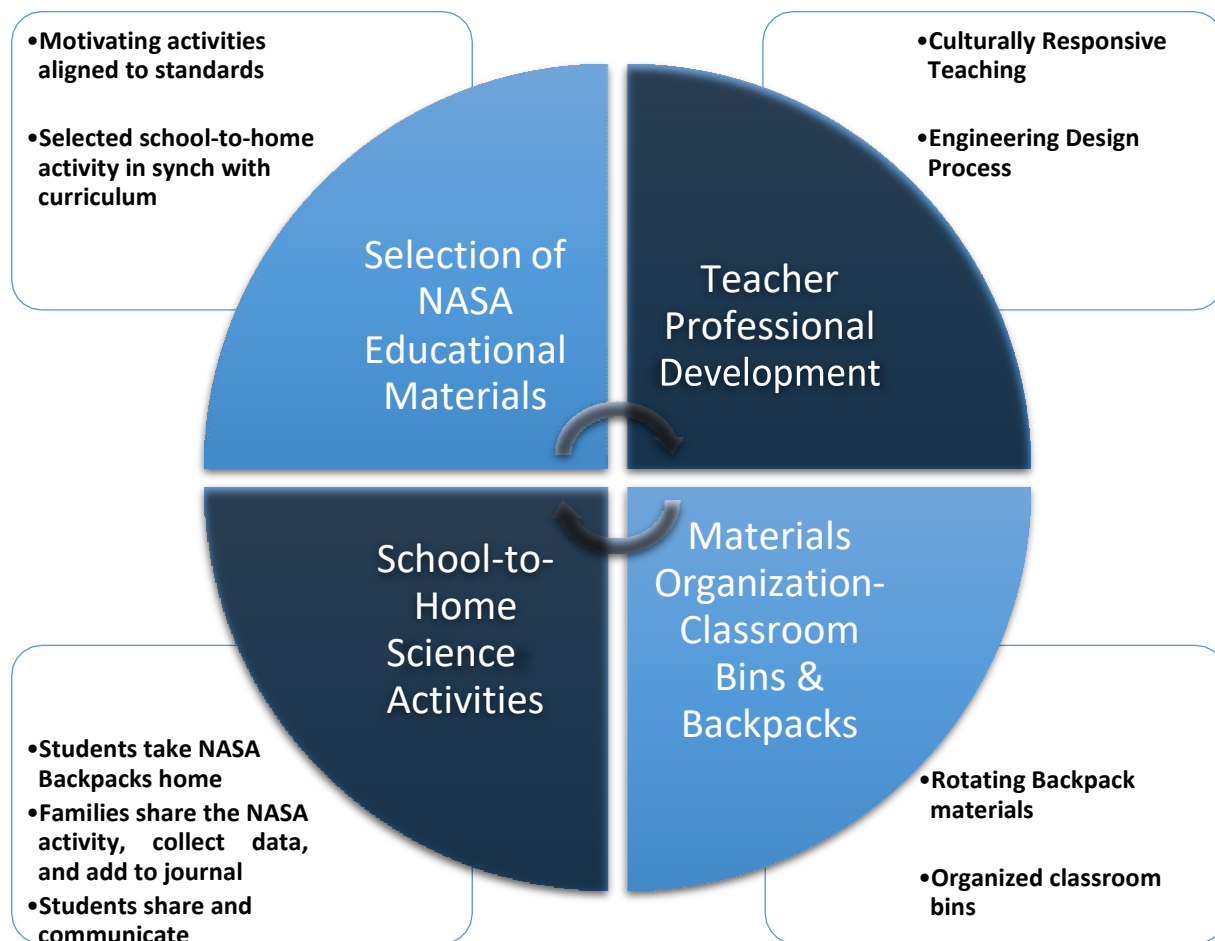 •Motivating activities
aligned to standards
•Selected school-to-home
activity in synch with
curriculum
•Culturally Responsive
Teaching
•Engineering Design
Process
Selection of
NASA
Educational
Materials
Teacher
Professional
Development
School-to-
Home
Science
Activities
Materials
Organization-
Classroom
Bins &
Backpacks
•Students take NASA
Backpacks home
•Families share the NASA
activity, collect data,
and add to journal
•Students share and
communicate
•Rotating Backpack
materials
•Organized classroom
bins